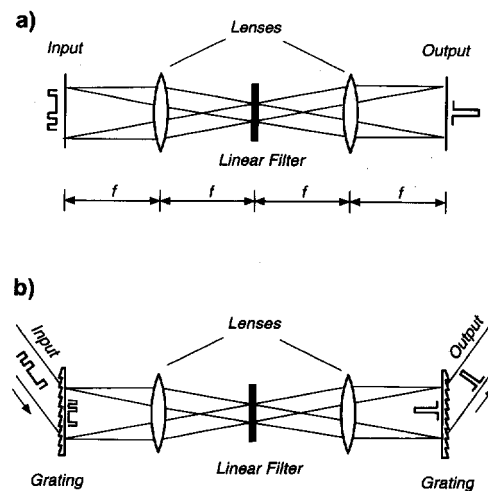 a)
Input
Lenses
Output
Linear Filter
f f f f
b)
Input
Lenses
Output
Grating
Linear Filter
Grating